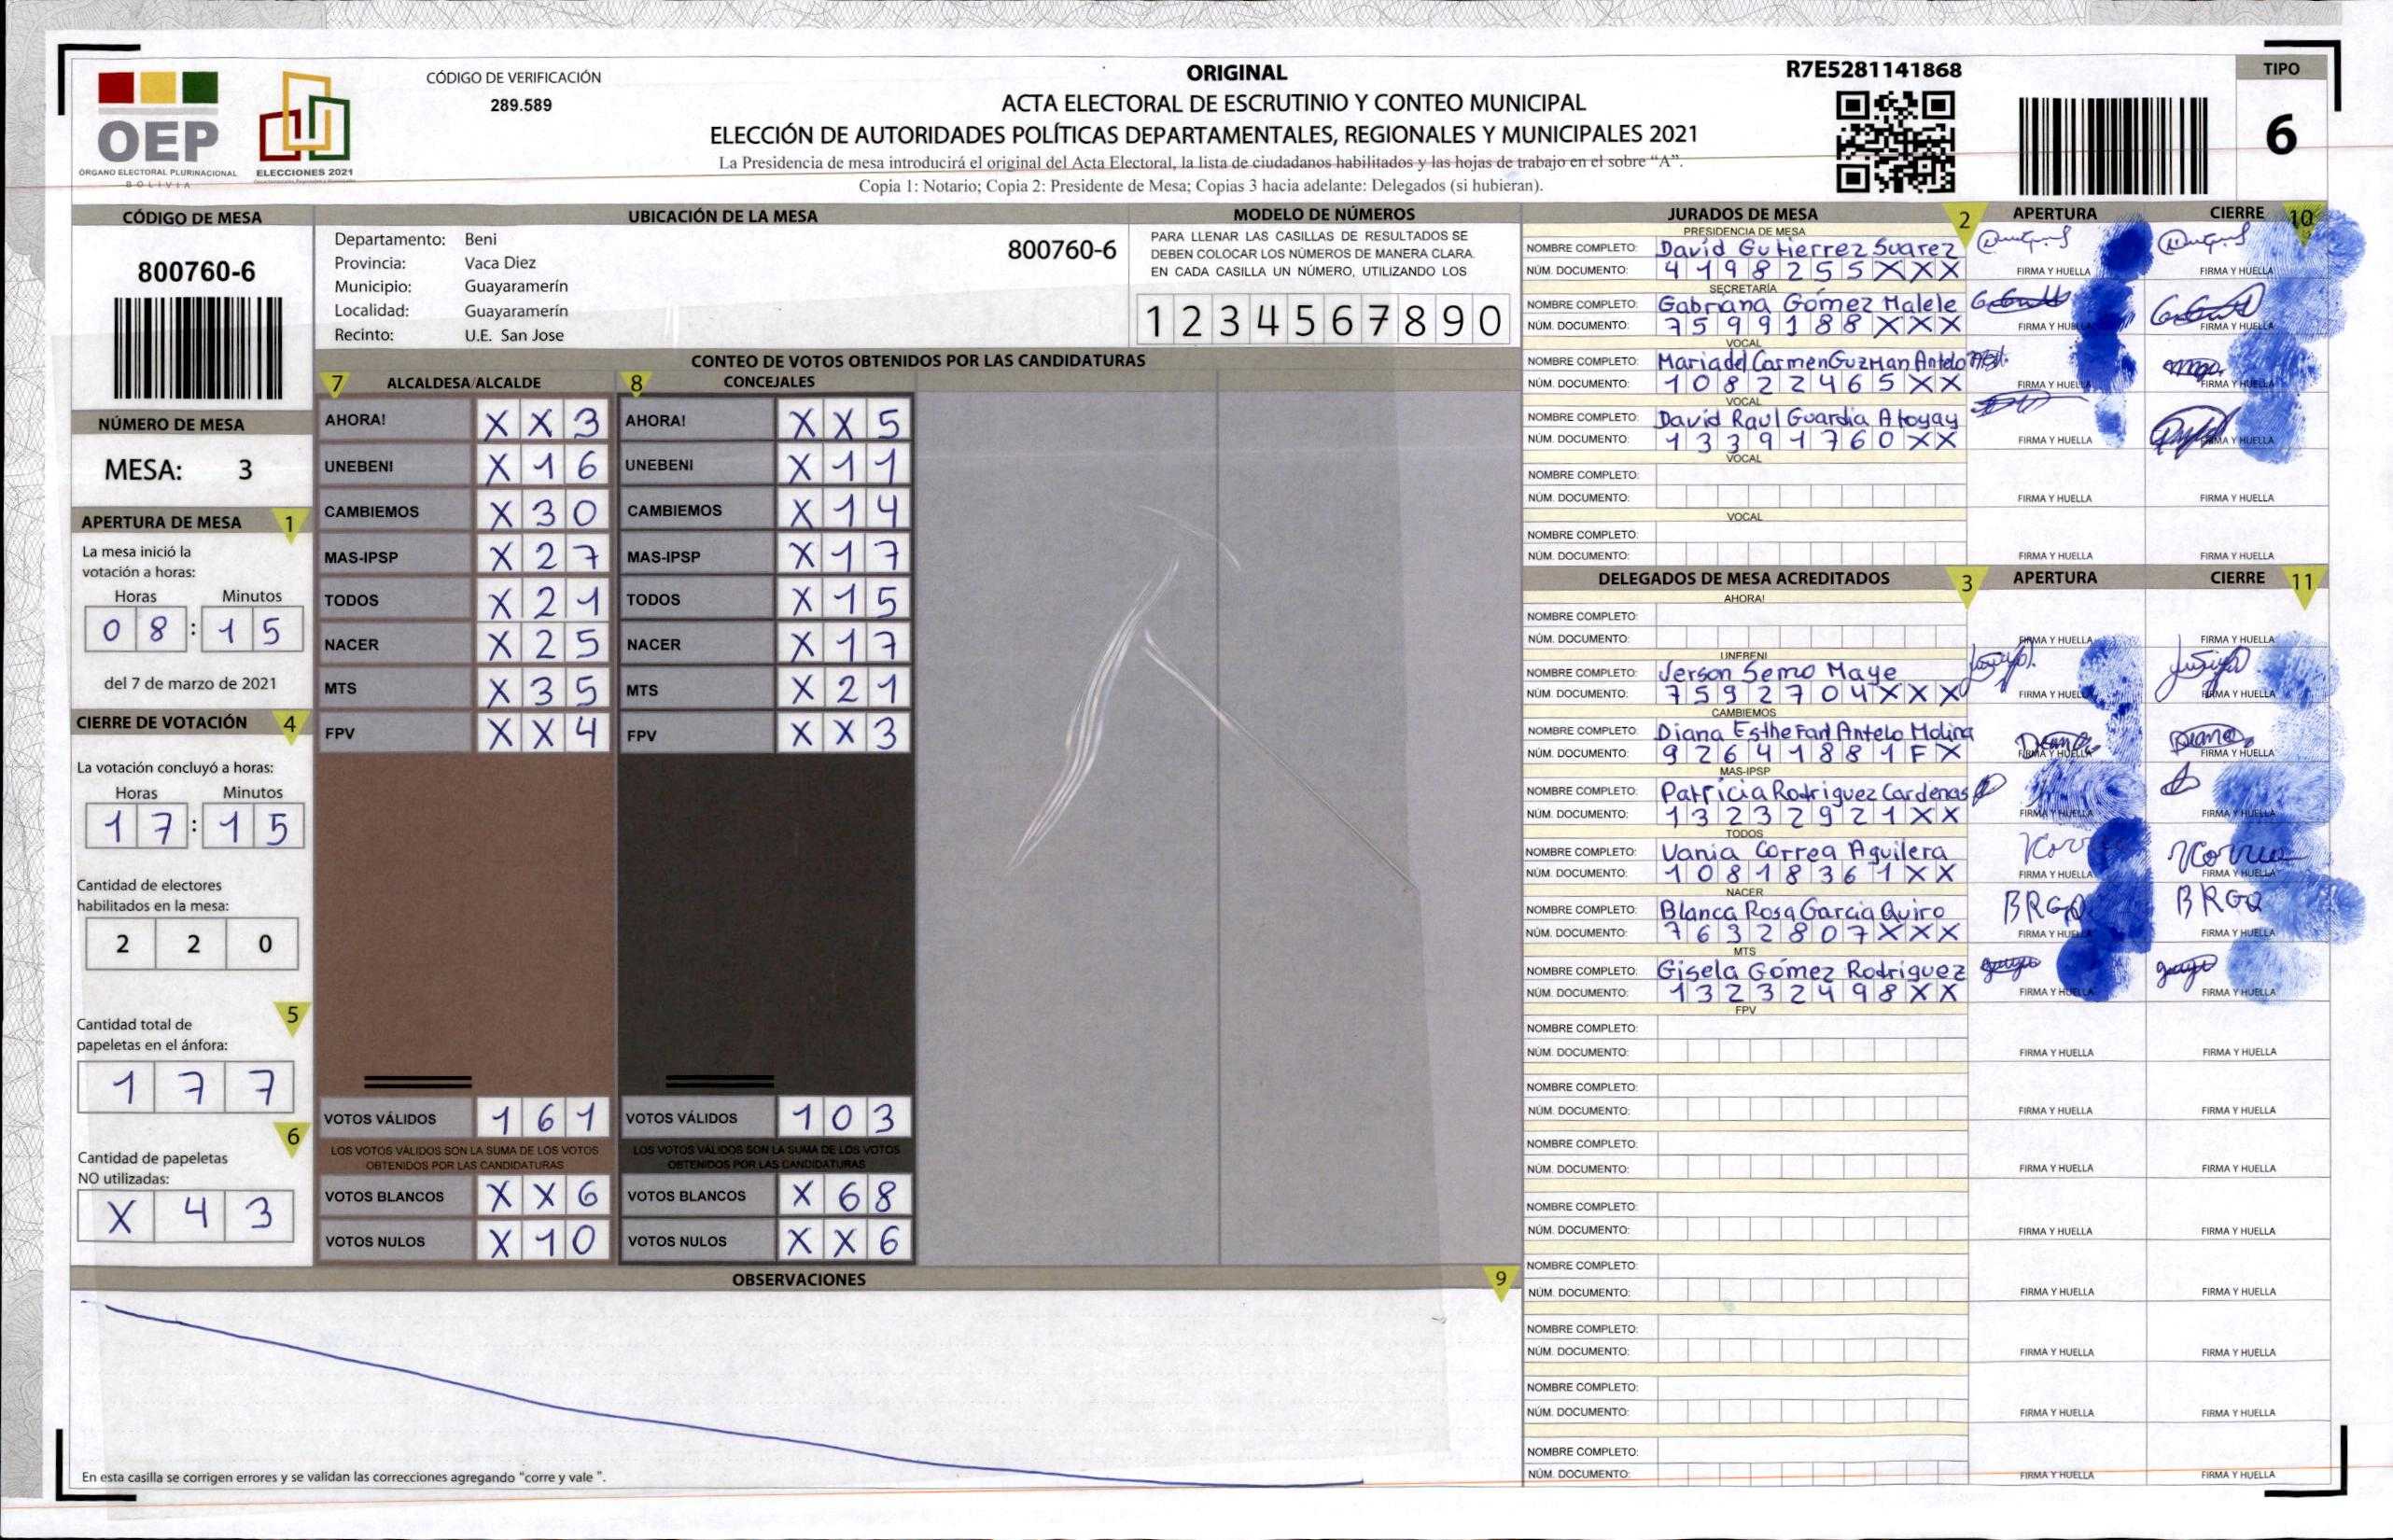 OEP
ÓRGANO ELECTORAL PLURINACIONAL
BOLIVIA
ELECCIONES 2021
CÓDIGO DE VERIFICACIÓN
289.589
ORIGINAL
ACTA ELECTORAL DE ESCRUTINIO Y CONTEO MUNICIPAL
ELECCIÓN DE AUTORIDADES POLÍTICAS DEPARTAMENTALES, REGIONALES Y MUNICIPALES 2021
La Presidencia de mesa introducirá el original del Acta Electoral, la lista de ciudadanos habilitados y las hojas de trabajo en el sobre “A”.
Copia 1: Notario; Copia 2: Presidente de Mesa; Copias 3 hacia adelante: Delegados (si hubieran).
R7E5281141868
TIPO
6
CÓDIGO DE MESA
800760-6
NÚMERO DE MESA
MESA: 3
APERTURA DE MESA 1
La mesa inició la
votación a horas:
Horas Minutos
0 8 : 1 5
del 7 de marzo de 2021
CIERRE DE VOTACIÓN 4
La votación concluyó a horas:
Horas Minutos
1 7 : 1 5
Cantidad de electores
habilitados en la mesa:
2 2 0
5
Cantidad total de
papeletas en el ánfora:
1 7 7
6
Cantidad de papeletas
NO utilizadas:
X 4 3
UBICACIÓN DE LA MESA
Departamento: Beni
800760-6
Provincia: Vaca Diez
Municipio: Guayaramerín
Localidad: Guayaramerín
Recinto: U.E. San Jose
MODELO DE NÚMEROS
PARA LLENAR LAS CASILLAS DE RESULTADOS SE
DEBEN COLOCAR LOS NÚMEROS DE MANERA CLARA.
EN CADA CASILLA UN NÚMERO, UTILIZANDO LOS
1 2 3 4 5 6 7 8 9 0
CONTEO DE VOTOS OBTENIDOS POR LAS CANDIDATURAS
7 ALCALDESA/ALCALDE
AHORA! X X 3
UNEBENI X 1 6
CAMBIEMOS X 3 0
MAS-IPSP X 2 7
TODOS X 2 1
NACER X 2 5
MTS X 3 5
FPV X X 4
VOTOS VÁLIDOS 1 6 1
LOS VOTOS VÁLIDOS SON LA SUMA DE LOS VOTOS
OBTENIDOS POR LAS CANDIDATURAS
VOTOS BLANCOS X X 6
VOTOS NULOS X 1 0
8 CONCEJALES
AHORA! X X 5
UNEBENI X 1 1
CAMBIEMOS X 1 4
MAS-IPSP X 1 7
TODOS X 1 5
NACER X 1 7
MTS X 2 1
FPV X X 3
VOTOS VÁLIDOS 1 0 3
LOS VOTOS VÁLIDOS SON LA SUMA DE LOS VOTOS
OBTENIDOS POR LAS CANDIDATURAS
VOTOS BLANCOS X 6 8
VOTOS NULOS X X 6
OBSERVACIONES 9
En esta casilla se corrigen errores y se validan las correcciones agregando "corre y vale ".
JURADOS DE MESA 2 APERTURA CIERRE 10
PRESIDENCIA DE MESA
NOMBRE COMPLETO: David Gutierrez Suarez
NÚM. DOCUMENTO: 4 1 9 8 2 5 5 X X X FIRMA Y HUELLA FIRMA Y HUELLA
SECRETARÍA
NOMBRE COMPLETO: Gabriana Gómez Malele
NÚM. DOCUMENTO: 7 5 9 9 1 8 8 X X X FIRMA Y HUELLA FIRMA Y HUELLA
VOCAL
NOMBRE COMPLETO: Maria del Carmen Guzman Antelo
NÚM. DOCUMENTO: 1 0 8 2 2 4 6 5 X X FIRMA Y HUELLA FIRMA Y HUELLA
VOCAL
NOMBRE COMPLETO: David Raul Guardia Atoyay
NÚM. DOCUMENTO: 1 3 3 9 1 7 6 0 X X FIRMA Y HUELLA FIRMA Y HUELLA
VOCAL
NOMBRE COMPLETO:
NÚM. DOCUMENTO: FIRMA Y HUELLA FIRMA Y HUELLA
VOCAL
NOMBRE COMPLETO:
NÚM. DOCUMENTO: FIRMA Y HUELLA FIRMA Y HUELLA
DELEGADOS DE MESA ACREDITADOS 3 APERTURA CIERRE 11
AHORA!
NOMBRE COMPLETO:
NÚM. DOCUMENTO: FIRMA Y HUELLA FIRMA Y HUELLA
UNEBENI
NOMBRE COMPLETO: Jerson Semo Maye
NÚM. DOCUMENTO: 7 5 9 2 7 0 4 X X X FIRMA Y HUELLA FIRMA Y HUELLA
CAMBIEMOS
NOMBRE COMPLETO: Diana Esthefani Antelo Molina
NÚM. DOCUMENTO: 9 2 6 4 1 8 8 1 F X FIRMA Y HUELLA FIRMA Y HUELLA
MAS-IPSP
NOMBRE COMPLETO: Patricia Rodriguez Cardenas
NÚM. DOCUMENTO: 1 3 2 3 2 9 2 1 X X FIRMA Y HUELLA FIRMA Y HUELLA
TODOS
NOMBRE COMPLETO: Vania Correa Aguilera
NÚM. DOCUMENTO: 1 0 8 1 8 3 6 1 X X FIRMA Y HUELLA FIRMA Y HUELLA
NACER
NOMBRE COMPLETO: Blanca Rosa Garcia Quiro BRGQ BRGQ
NÚM. DOCUMENTO: 7 6 3 2 8 0 7 X X X FIRMA Y HUELLA FIRMA Y HUELLA
MTS
NOMBRE COMPLETO: Gisela Gómez Rodriguez
NÚM. DOCUMENTO: 1 3 2 3 2 4 9 8 X X FIRMA Y HUELLA FIRMA Y HUELLA
FPV
NOMBRE COMPLETO:
NÚM. DOCUMENTO: FIRMA Y HUELLA FIRMA Y HUELLA
NOMBRE COMPLETO:
NÚM. DOCUMENTO: FIRMA Y HUELLA FIRMA Y HUELLA
NOMBRE COMPLETO:
NÚM. DOCUMENTO: FIRMA Y HUELLA FIRMA Y HUELLA
NOMBRE COMPLETO:
NÚM. DOCUMENTO: FIRMA Y HUELLA FIRMA Y HUELLA
NOMBRE COMPLETO:
NÚM. DOCUMENTO: FIRMA Y HUELLA FIRMA Y HUELLA
NOMBRE COMPLETO:
NÚM. DOCUMENTO: FIRMA Y HUELLA FIRMA Y HUELLA
NOMBRE COMPLETO:
NÚM. DOCUMENTO: FIRMA Y HUELLA FIRMA Y HUELLA
NOMBRE COMPLETO:
NÚM. DOCUMENTO: FIRMA Y HUELLA FIRMA Y HUELLA